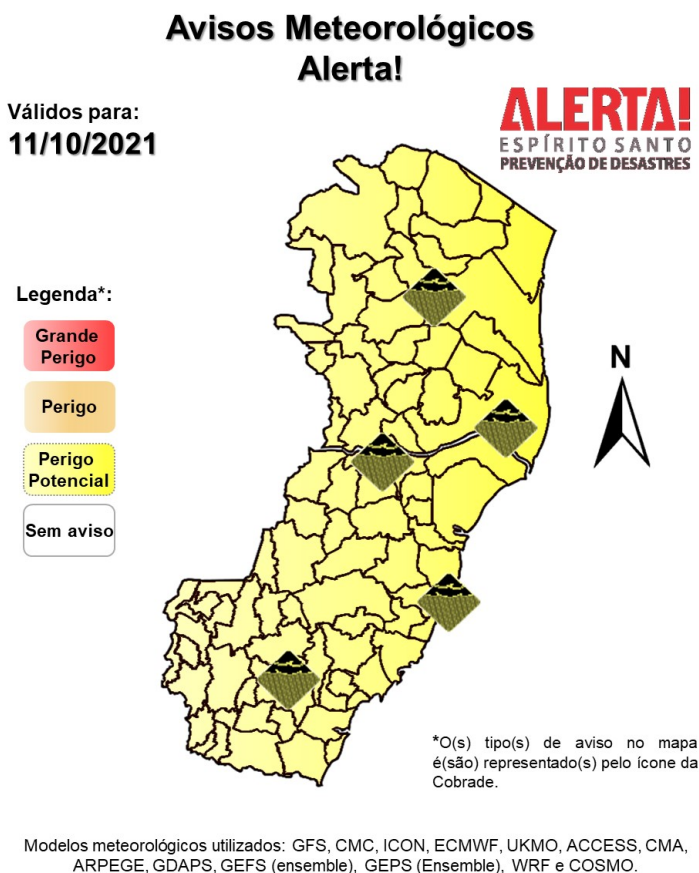 Avisos Meteorológicos
Alerta!
Válidos para:
11/10/2021
ALERTA!
ESPÍRITO SANTO
PREVENÇÃO DE DESASTRES
Legenda*:
Grande
Perigo
Perigo
Perigo
Potencial
Sem aviso
N
*O(s) tipo(s) de aviso no mapa
é(são) representado(s) pelo ícone da
Cobrade.
Modelos meteorológicos utilizados: GFS, CMC, ICON, ECMWF, UKMO, ACCESS, CMA,
ARPEGE, GDAPS, GEFS (ensemble), GEPS (Ensemble), WRF e COSMO.